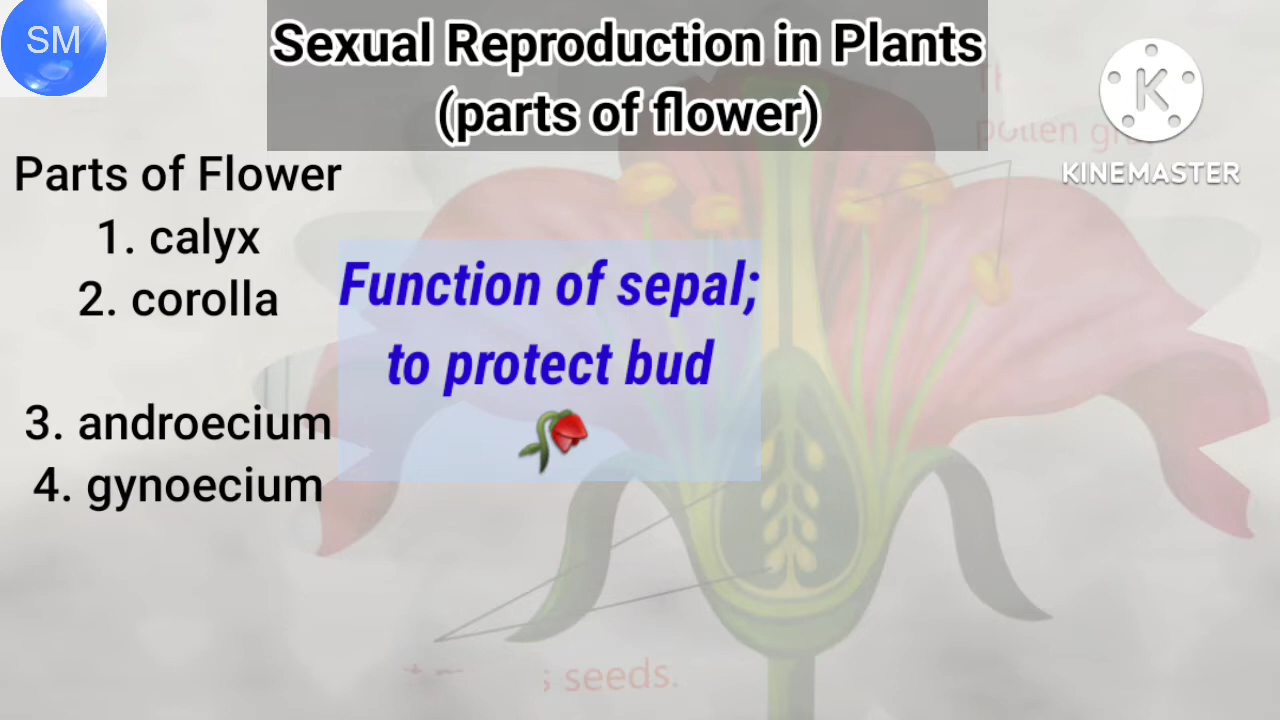 SM
Sexual Reproduction in Plants
(parts of flower)
K
KINEMASTER
pollen
Parts of Flower
1. calyx
2. corolla
3. androecium
4. gynoecium
Function of sepal;
to protect bud
seeds.